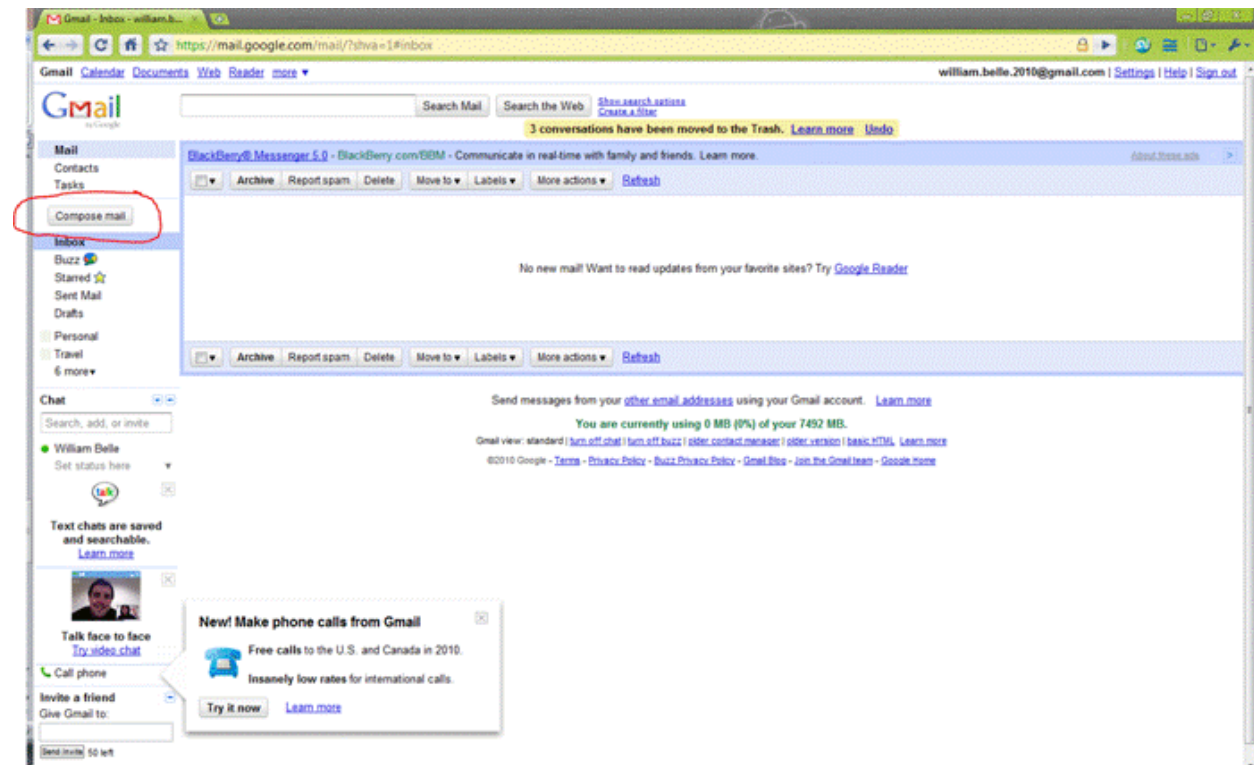 Gmail - Inbox - william.b...
https://mail.google.com/mail/?shva=1#inbox
Gmail Calendar Documents Web Reader more ▼
william.belle.2010@gmail.com | Settings | Help | Sign out
Gmail
by Google
Search Mail Search the Web
Show search options
Create a filter
3 conversations have been moved to the Trash. Learn more Undo
Mail
Contacts
Tasks
Compose mail
Inbox
Buzz
Starred
Sent Mail
Drafts
Personal
Travel
6 more▼
BlackBerry® Messenger 5.0 - BlackBerry.com/BBM - Communicate in real-time with family and friends. Learn more.
About these ads
Archive Report spam Delete Move to ▼ Labels ▼ More actions ▼ Refresh
No new mail! Want to read updates from your favorite sites? Try Google Reader
Archive Report spam Delete Move to ▼ Labels ▼ More actions ▼ Refresh
Send messages from your other email addresses using your Gmail account. Learn more
You are currently using 0 MB (0%) of your 7492 MB.
Gmail view: standard | turn off chat | turn off buzz | older contact manager | older version | basic HTML Learn more
©2010 Google - Terms - Privacy Policy - Buzz Privacy Policy - Gmail Blog - Join the Gmail team - Google Home
Chat
Search, add, or invite
William Belle
Set status here
talk
Text chats are saved
and searchable.
Learn more
Talk face to face
Try video chat
Call phone
Invite a friend
Give Gmail to:
Send Invite 50 left
New! Make phone calls from Gmail
Free calls to the U.S. and Canada in 2010.
Insanely low rates for international calls.
Try it now Learn more